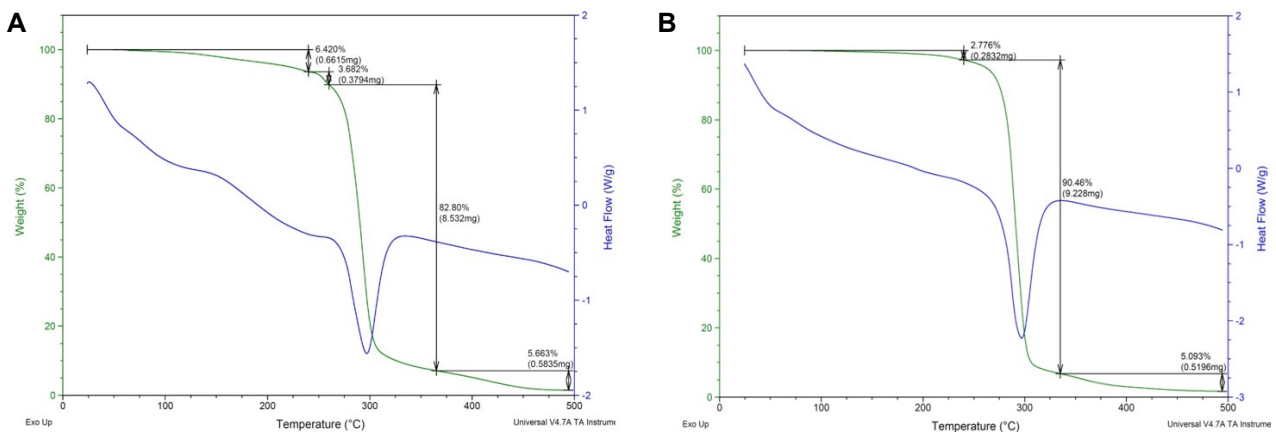 A
6.420%
(0.6615mg)
3.682%
(0.3794mg)
82.80%
(8.532mg)
5.663%
(0.5835mg)
Weight (%)
100
80
60
40
20
0
Heat Flow (W/g)
2
1
0
-1
-2
0
100
200
300
400
500
Exo Up
Temperature (°C)
Universal V4.7A TA Instrume
B
2.776%
(0.2832mg)
90.46%
(9.228mg)
5.093%
(0.5196mg)
Weight (%)
100
80
60
40
20
0
Heat Flow (W/g)
2
1
0
-1
-2
-3
0
100
200
300
400
500
Exo Up
Temperature (°C)
Universal V4.7A TA Instrume